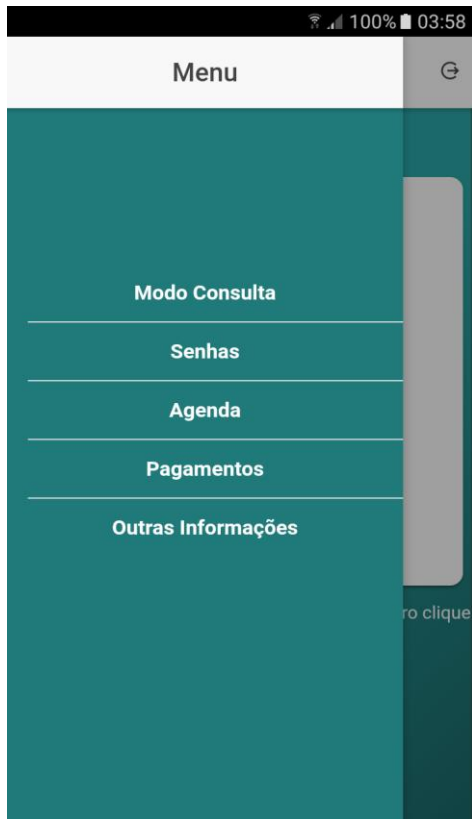 100% 03:58
Menu
Modo Consulta
Senhas
Agenda
Pagamentos
Outras Informações
ro clique